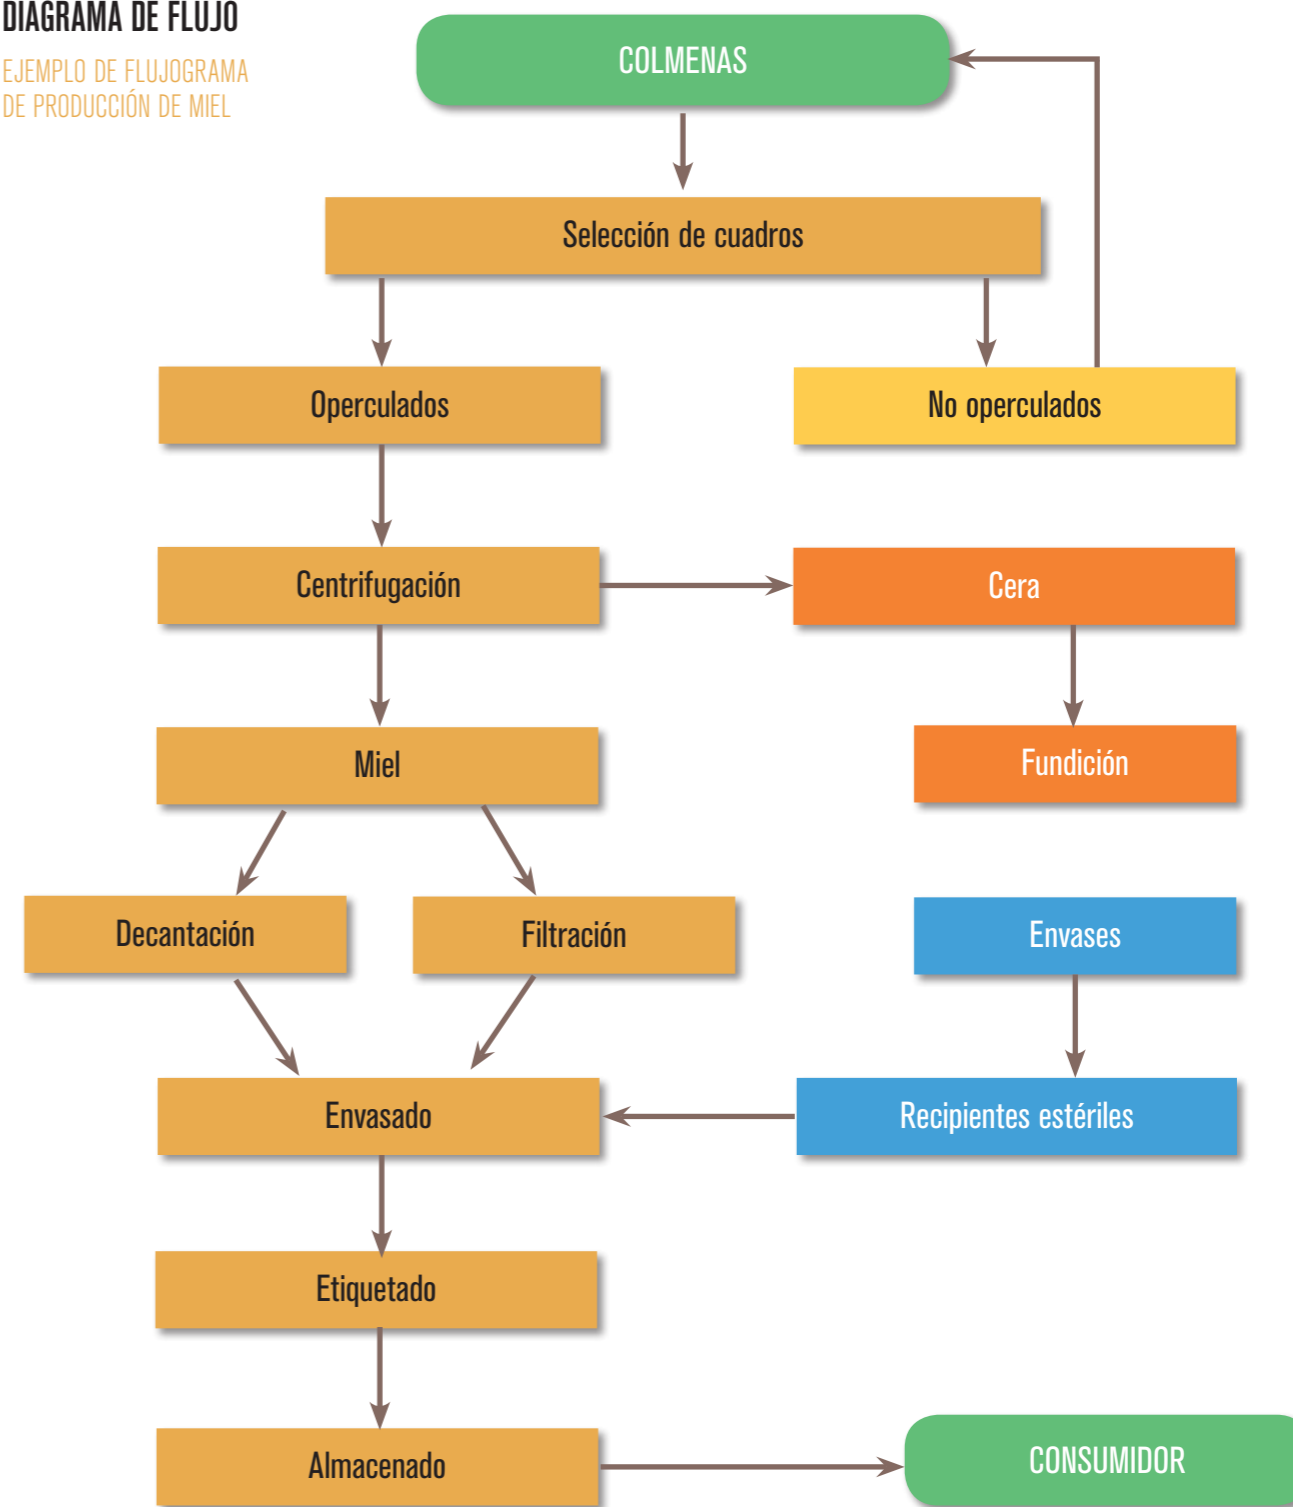 DIAGRAMA DE FLUJO
EJEMPLO DE FLUJOGRAMA
DE PRODUCCIÓN DE MIEL
COLMENAS
Selección de cuadros
Operculados
No operculados
Centrifugación
Cera
Miel
Fundición
Decantación
Filtración
Envases
Envasado
Recipientes estériles
Etiquetado
Almacenado
CONSUMIDOR